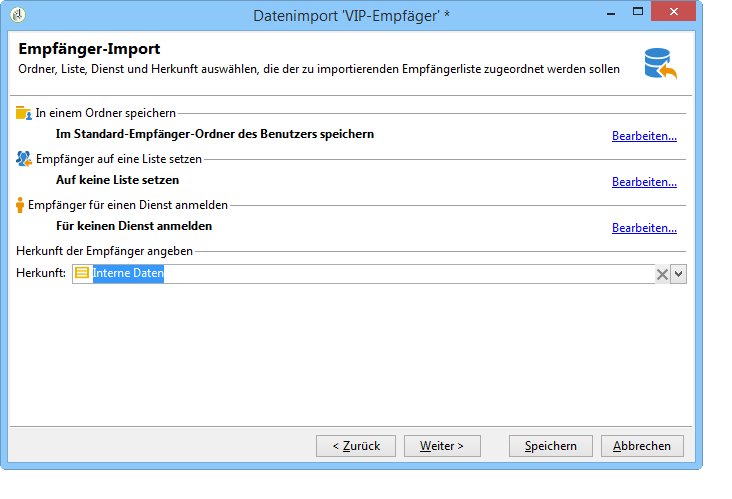 Datenimport 'VIP-Empfäger' *
Empfänger-Import
Ordner, Liste, Dienst und Herkunft auswählen, die der zu importierenden Empfängerliste zugeordnet werden sollen
In einem Ordner speichern
Im Standard-Empfänger-Ordner des Benutzers speichern Bearbeiten...
Empfänger auf eine Liste setzen
Auf keine Liste setzen Bearbeiten...
Empfänger für einen Dienst anmelden
Für keinen Dienst anmelden Bearbeiten...
Herkunft der Empfänger angeben
Herkunft: Interne Daten
< Zurück Weiter > Speichern Abbrechen